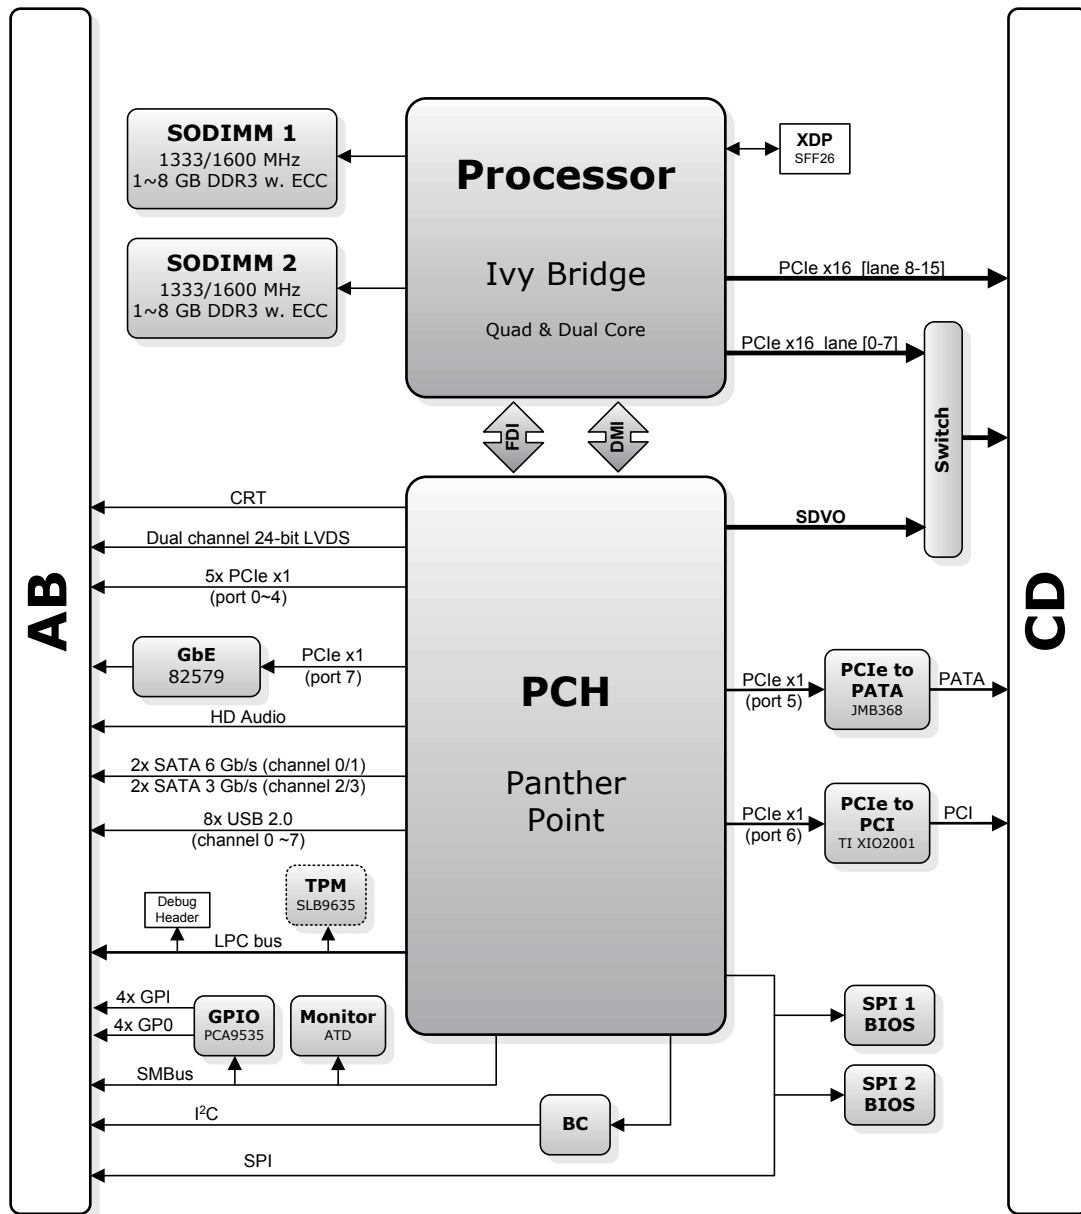 AB
CD
SODIMM 1
1333/1600 MHz
1~8 GB DDR3 w. ECC
SODIMM 2
1333/1600 MHz
1~8 GB DDR3 w. ECC
Processor
Ivy Bridge
Quad & Dual Core
XDP
SFF26
PCIe x16 [lane 8-15]
PCIe x16 lane [0-7]
Switch
FDI
DMI
SDVO
PCH
Panther
Point
CRT
Dual channel 24-bit LVDS
5x PCIe x1
(port 0~4)
GbE
82579
PCIe x1
(port 7)
HD Audio
2x SATA 6 Gb/s (channel 0/1)
2x SATA 3 Gb/s (channel 2/3)
8x USB 2.0
(channel 0 ~7)
TPM
SLB9635
Debug
Header
LPC bus
4x GPI
4x GP0
GPIO
PCA9535
Monitor
ATD
SMBus
I²C
BC
SPI
PCIe x1
(port 5)
PCIe to
PATA
JMB368
PATA
PCIe x1
(port 6)
PCIe to
PCI
TI XIO2001
PCI
SPI 1
BIOS
SPI 2
BIOS